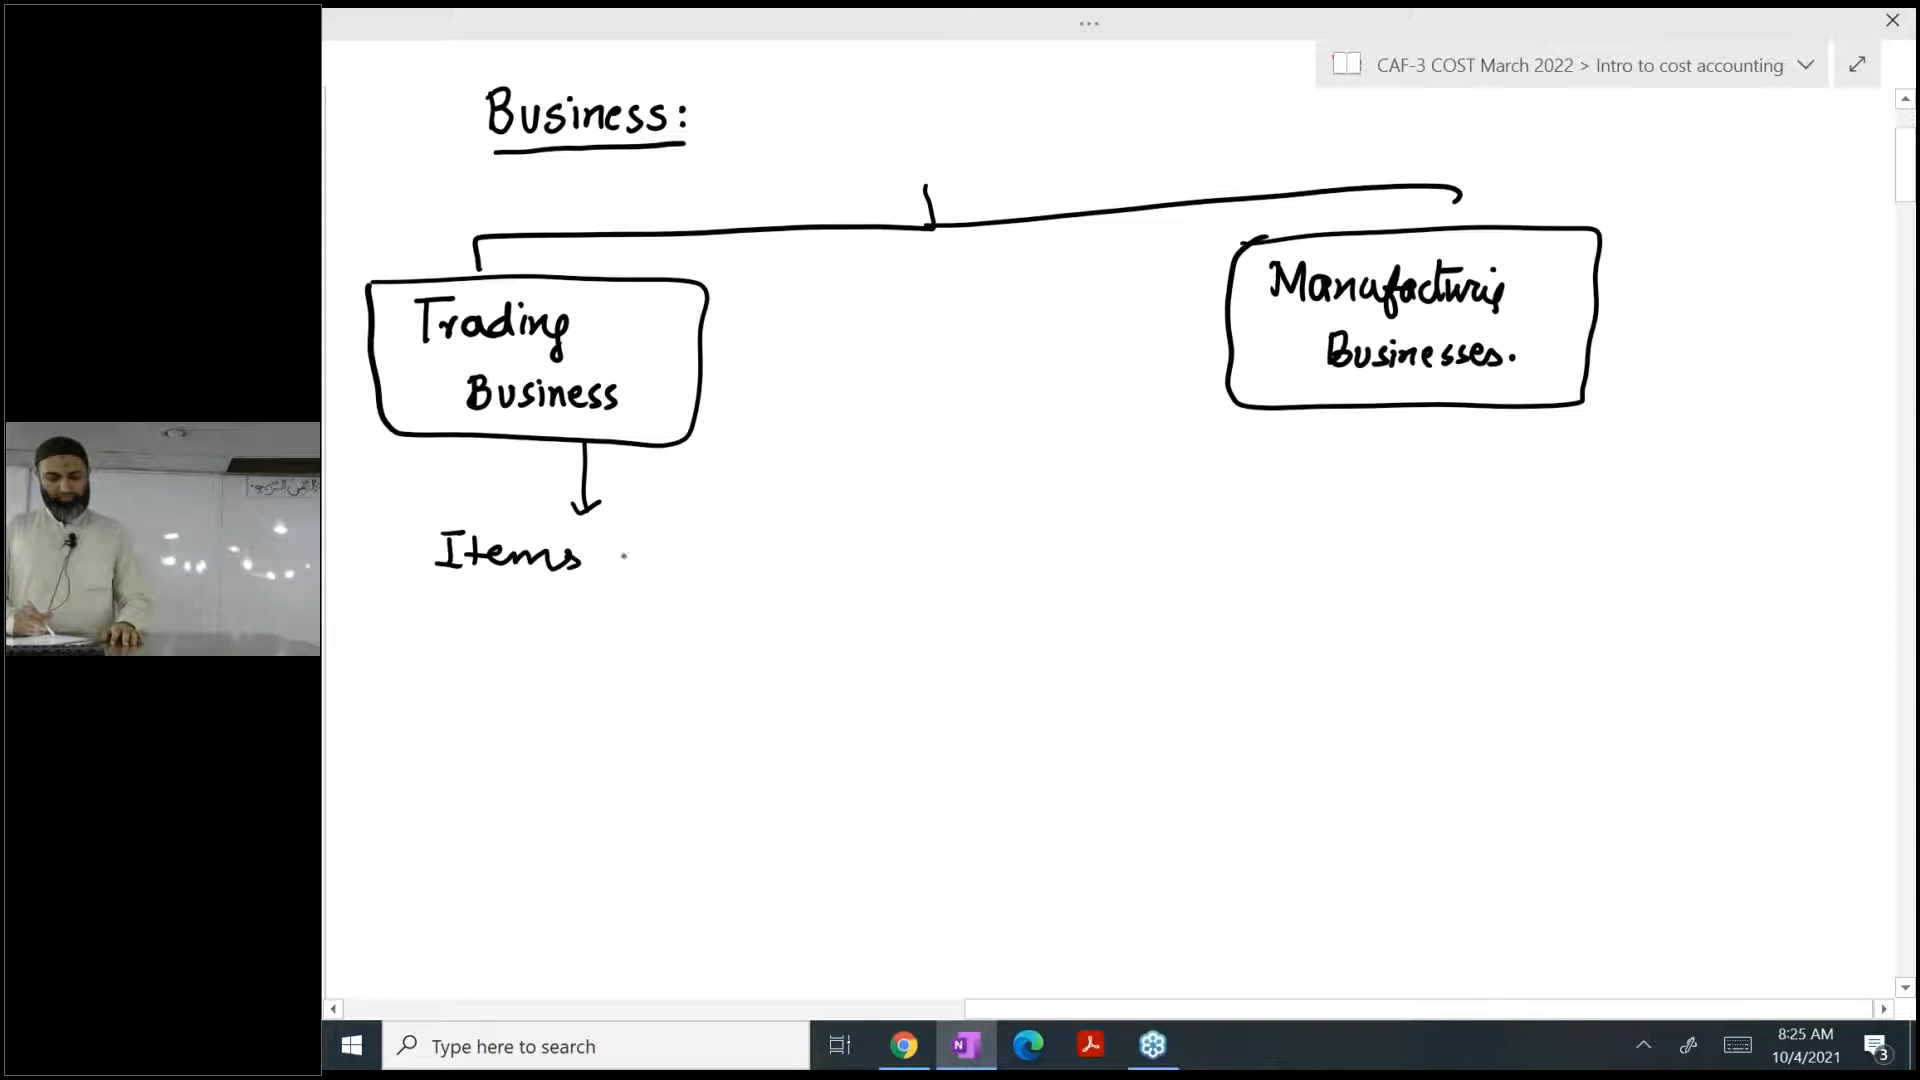 CAF-3 COST March 2022 > Intro to cost accounting
Business:
Trading
Business
Manufacturing
Businesses.
Items
Type here to search
8:25 AM
10/4/2021
3